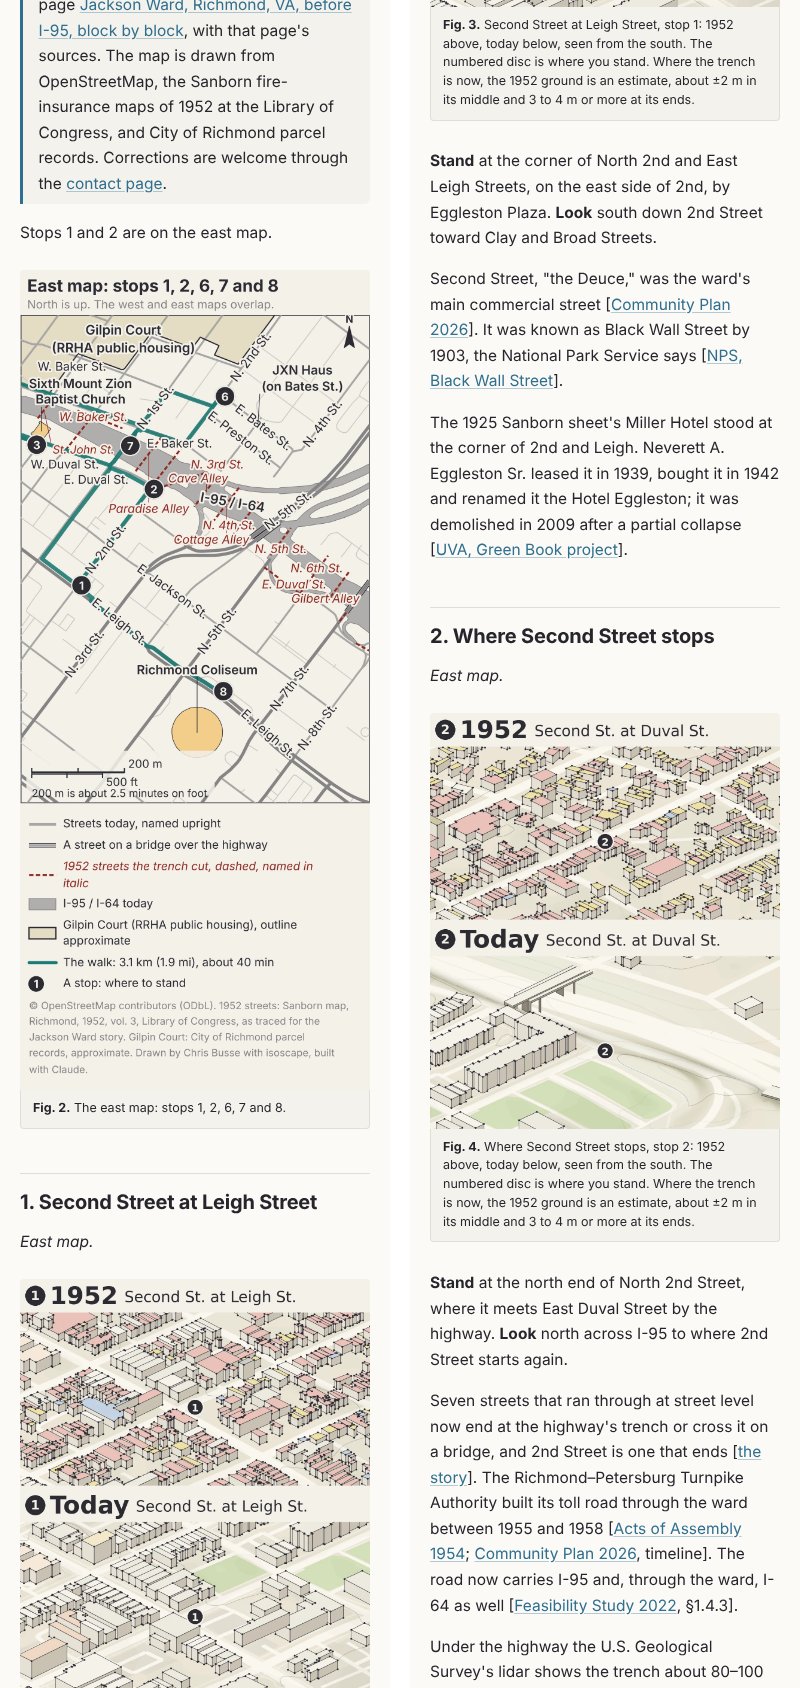 page Jackson Ward, Richmond, VA, before
I-95, block by block, with that page's
sources. The map is drawn from
OpenStreetMap, the Sanborn fire-
insurance maps of 1952 at the Library of
Congress, and City of Richmond parcel
records. Corrections are welcome through
the contact page.
Stops 1 and 2 are on the east map.
East map: stops 1, 2, 6, 7 and 8
North is up. The west and east maps overlap.
N
Gilpin Court
(RRHA public housing)
W. Baker St.
Sixth Mount Zion
Baptist Church
W. Baker St.
N. 1st St.
N. 2nd St.
JXN Haus
(on Bates St.)
6
E. Bates St.
E. Preston St.
N. 4th St.
3
St. John St.
7
E. Baker St.
W. Duval St.
E. Duval St.
N. 3rd St.
Cave Alley
2
I-95 / I-64
Paradise Alley
N. 4th St.
Cottage Alley
N. 5th St.
N. 5th St.
N. 6th St.
E. Duval St.
Gilbert Alley
N. 2nd St.
1
E. Jackson St.
E. Leigh St.
N. 3rd St.
N. 5th St.
Richmond Coliseum
8
N. 7th St.
E. Leigh St.
N. 8th St.
200 m
500 ft
200 m is about 2.5 minutes on foot
Streets today, named upright
A street on a bridge over the highway
1952 streets the trench cut, dashed, named in
italic
I-95 / I-64 today
Gilpin Court (RRHA public housing), outline
approximate
The walk: 3.1 km (1.9 mi), about 40 min
1 A stop: where to stand
© OpenStreetMap contributors (ODbL). 1952 streets: Sanborn map,
Richmond, 1952, vol. 3, Library of Congress, as traced for the
Jackson Ward story. Gilpin Court: City of Richmond parcel
records, approximate. Drawn by Chris Busse with isoscape, built
with Claude.
Fig. 2. The east map: stops 1, 2, 6, 7 and 8.
1. Second Street at Leigh Street
East map.
1 1952 Second St. at Leigh St.
1
1 Today Second St. at Leigh St.
1
Fig. 3. Second Street at Leigh Street, stop 1: 1952
above, today below, seen from the south. The
numbered disc is where you stand. Where the trench
is now, the 1952 ground is an estimate, about ±2 m in
its middle and 3 to 4 m or more at its ends.
Stand at the corner of North 2nd and East
Leigh Streets, on the east side of 2nd, by
Eggleston Plaza. Look south down 2nd Street
toward Clay and Broad Streets.
Second Street, "the Deuce," was the ward's
main commercial street [Community Plan
2026]. It was known as Black Wall Street by
1903, the National Park Service says [NPS,
Black Wall Street].
The 1925 Sanborn sheet's Miller Hotel stood at
the corner of 2nd and Leigh. Neverett A.
Eggleston Sr. leased it in 1939, bought it in 1942
and renamed it the Hotel Eggleston; it was
demolished in 2009 after a partial collapse
[UVA, Green Book project].
2. Where Second Street stops
East map.
2 1952 Second St. at Duval St.
2
2 Today Second St. at Duval St.
2
Fig. 4. Where Second Street stops, stop 2: 1952
above, today below, seen from the south. The
numbered disc is where you stand. Where the trench
is now, the 1952 ground is an estimate, about ±2 m in
its middle and 3 to 4 m or more at its ends.
Stand at the north end of North 2nd Street,
where it meets East Duval Street by the
highway. Look north across I-95 to where 2nd
Street starts again.
Seven streets that ran through at street level
now end at the highway's trench or cross it on
a bridge, and 2nd Street is one that ends [the
story]. The Richmond–Petersburg Turnpike
Authority built its toll road through the ward
between 1955 and 1958 [Acts of Assembly
1954; Community Plan 2026, timeline]. The
road now carries I-95 and, through the ward, I-
64 as well [Feasibility Study 2022, §1.4.3].
Under the highway the U.S. Geological
Survey's lidar shows the trench about 80–100